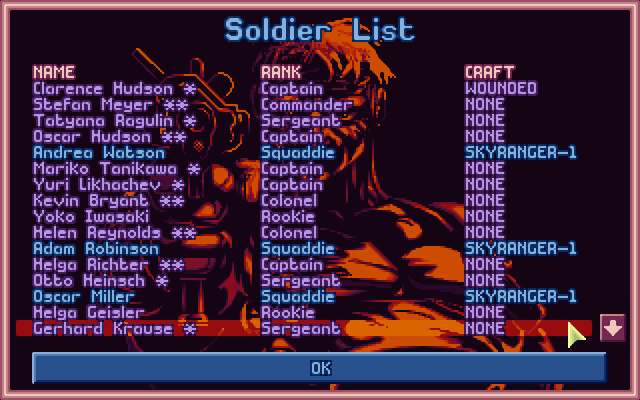 Soldier List
NAME RANK CRAFT
Clarence Hudson * Captain WOUNDED
Stefan Meyer ** Commander NONE
Tatyana Ragulin * Sergeant NONE
Oscar Hudson ** Captain NONE
Andrea Watson Squaddie SKYRANGER-1
Mariko Tanikawa * Captain NONE
Yuri Likhachev * Captain NONE
Kevin Bryant ** Colonel NONE
Yoko Iwasaki Rookie NONE
Helen Reynolds ** Colonel NONE
Adam Robinson Squaddie SKYRANGER-1
Helga Richter ** Captain NONE
Otto Heinsch * Sergeant NONE
Oscar Miller Squaddie SKYRANGER-1
Helga Geisler Rookie NONE
Gerhard Krause * Sergeant NONE
OK